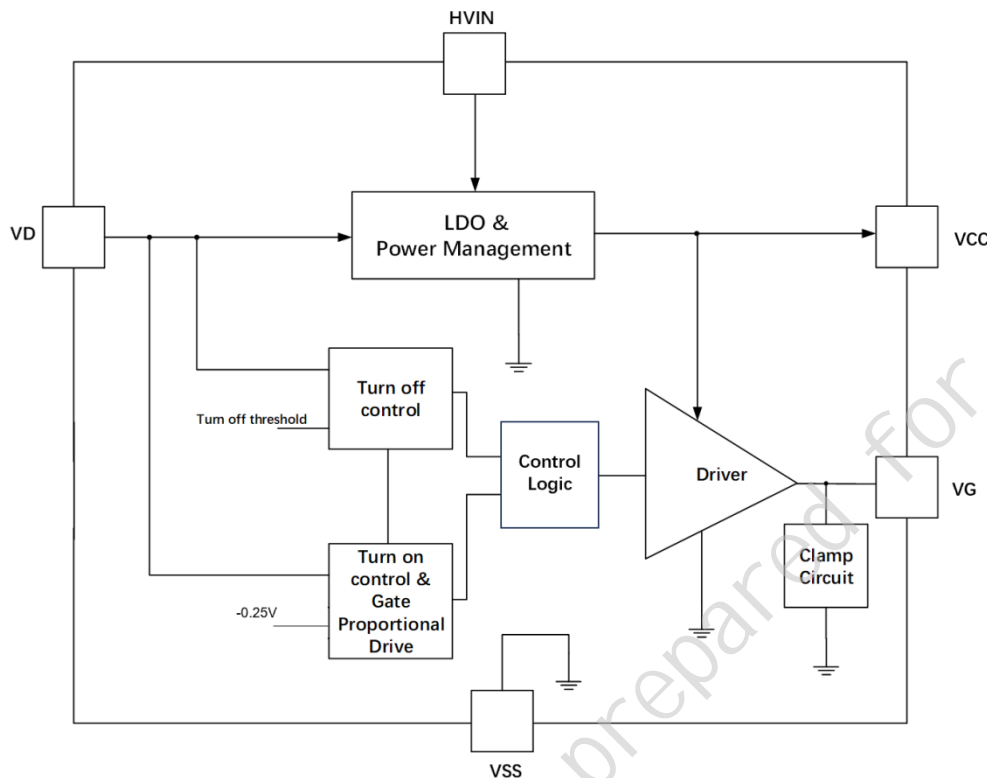 HVIN
VD
LDO &
Power Management
VCC
Turn off
control
Turn off threshold
Control
Logic
Driver
VG
Clamp
Circuit
Turn on
control &
Gate
Proportional
Drive
-0.25V
VSS
prepared for